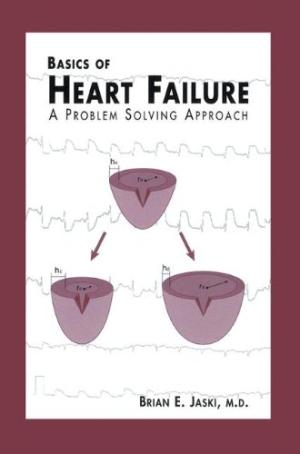 BASICS OF
HEART FAILURE
A PROBLEM SOLVING APPROACH
BRIAN E. JASKI, M.D.